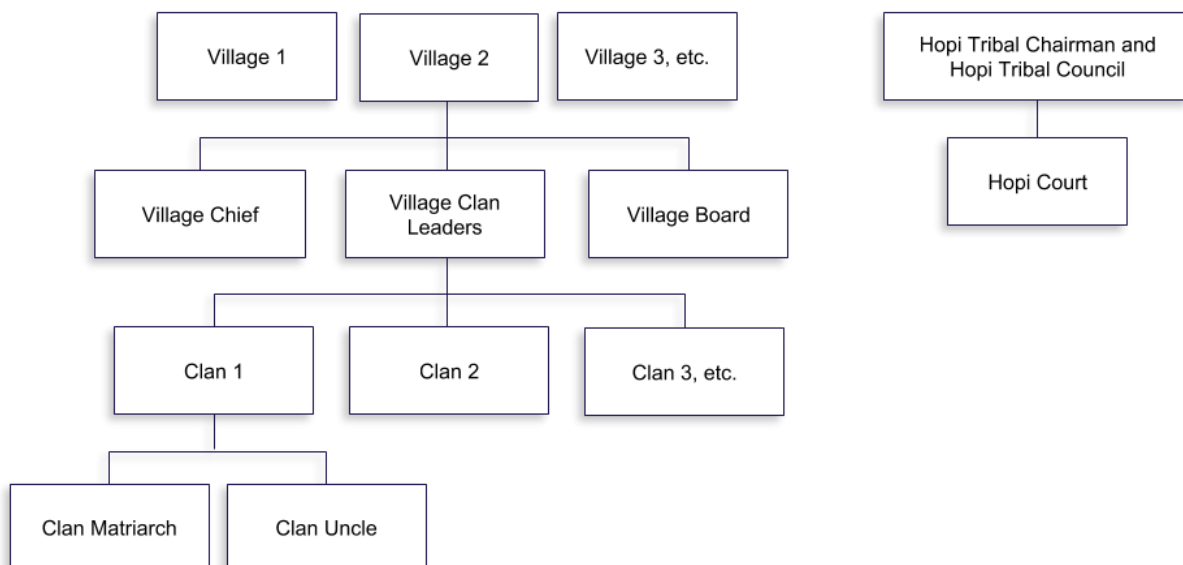 Village 1
Village 2
Village 3, etc.
Hopi Tribal Chairman and
Hopi Tribal Council
Village Chief
Village Clan
Leaders
Village Board
Hopi Court
Clan 1
Clan 2
Clan 3, etc.
Clan Matriarch
Clan Uncle